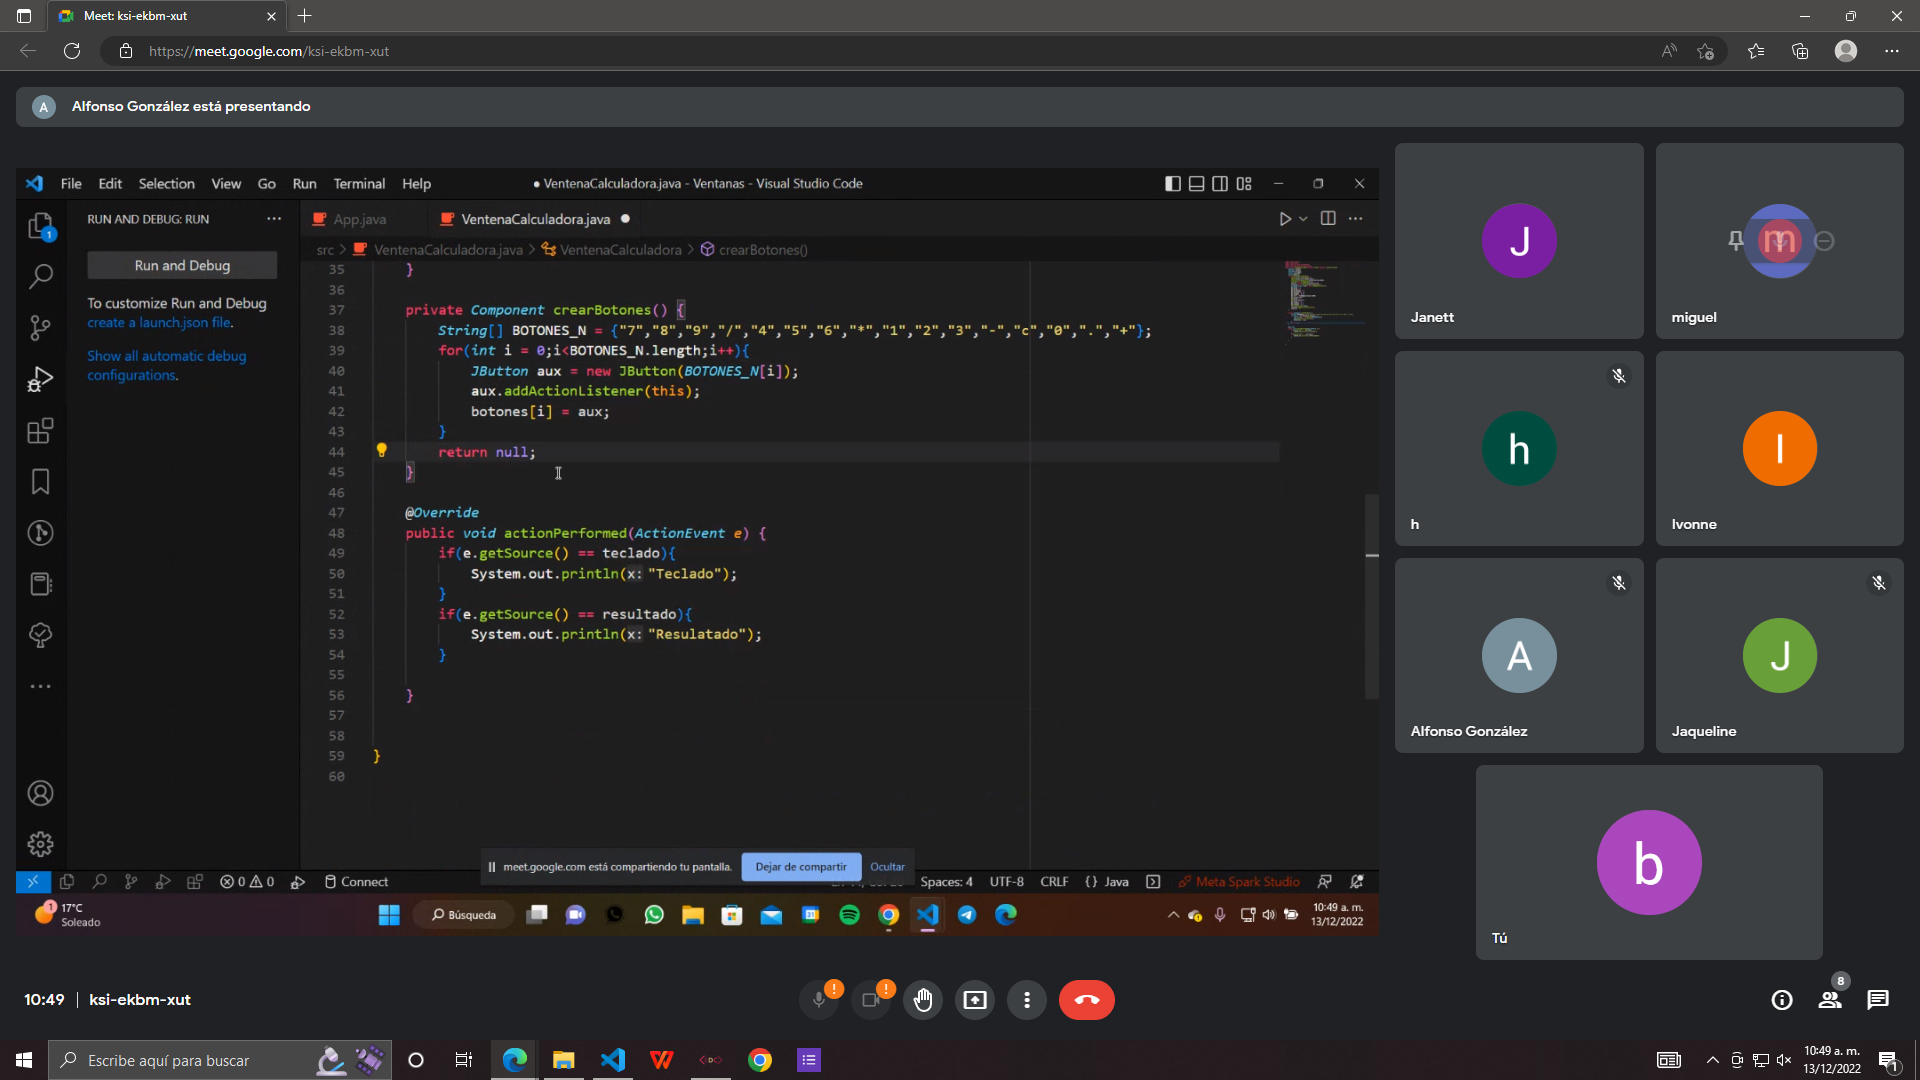 Meet: ksi-ekbm-xut
https://meet.google.com/ksi-ekbm-xut
A Alfonso González está presentando
File Edit Selection View Go Run Terminal Help
● VentenaCalculadora.java - Ventanas - Visual Studio Code
RUN AND DEBUG: RUN
App.java
VentenaCalculadora.java
src > VentenaCalculadora.java > VentenaCalculadora > crearBotones()
Run and Debug
To customize Run and Debug
create a launch.json file.
Show all automatic debug
configurations.
1
35 }
36
37 private Component crearBotones() {
38 String[] BOTONES_N = {"7","8","9","/","4","5","6","*","1","2","3","-","c","0",".","+"};
39 for(int i = 0;i<BOTONES_N.length;i++){
40 JButton aux = new JButton(BOTONES_N[i]);
41 aux.addActionListener(this);
42 botones[i] = aux;
43 }
44 return null;
45 }
46
47 @Override
48 public void actionPerformed(ActionEvent e) {
49 if(e.getSource() == teclado){
50 System.out.println(x: "Teclado");
51 }
52 if(e.getSource() == resultado){
53 System.out.println(x: "Resulatado");
54 }
55
56 }
57
58
59 }
60
meet.google.com está compartiendo tu pantalla. Dejar de compartir Ocultar
0 0 Connect
Spaces: 4 UTF-8 CRLF {} Java Meta Spark Studio
1 17°C
Soleado
Búsqueda
10:49 a. m.
13/12/2022
J
Janett
m
miguel
h
h
I
Ivonne
A
Alfonso González
J
Jaqueline
b
Tú
10:49 | ksi-ekbm-xut
!
!
8
Escribe aquí para buscar
10:49 a. m.
13/12/2022
1